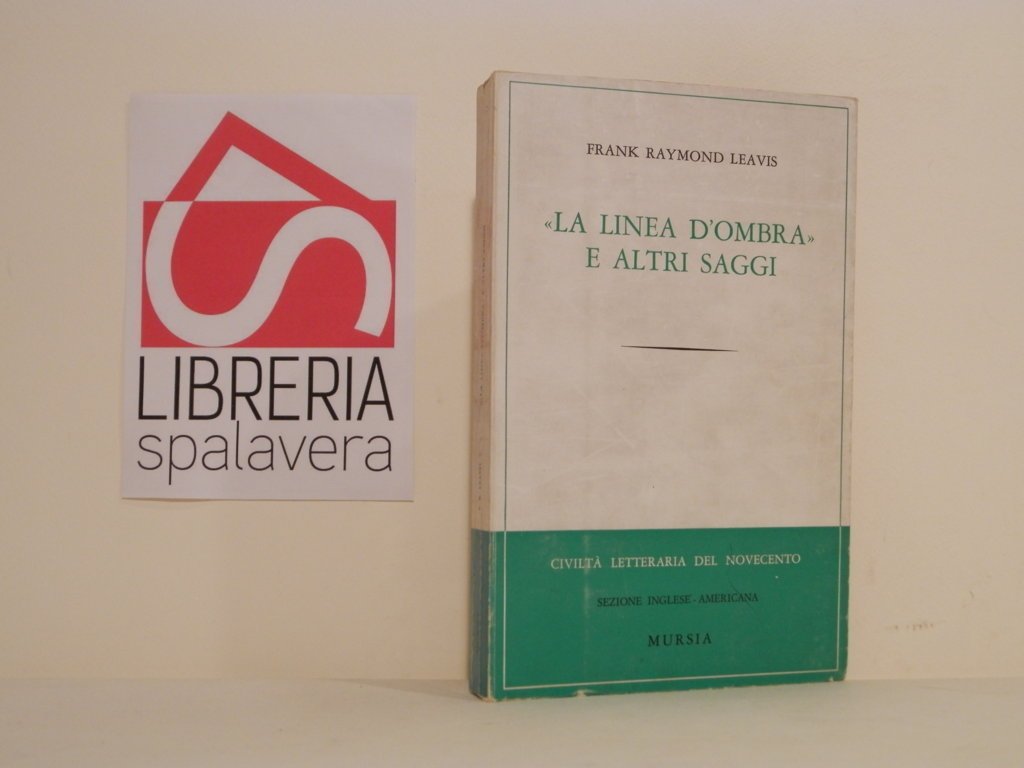 LIBRERIA
spalavera
FRANK RAYMOND LEAVIS
«LA LINEA D'OMBRA»
E ALTRI SAGGI
CIVILTÀ LETTERARIA DEL NOVECENTO
SEZIONE INGLESE - AMERICANA
MURSIA